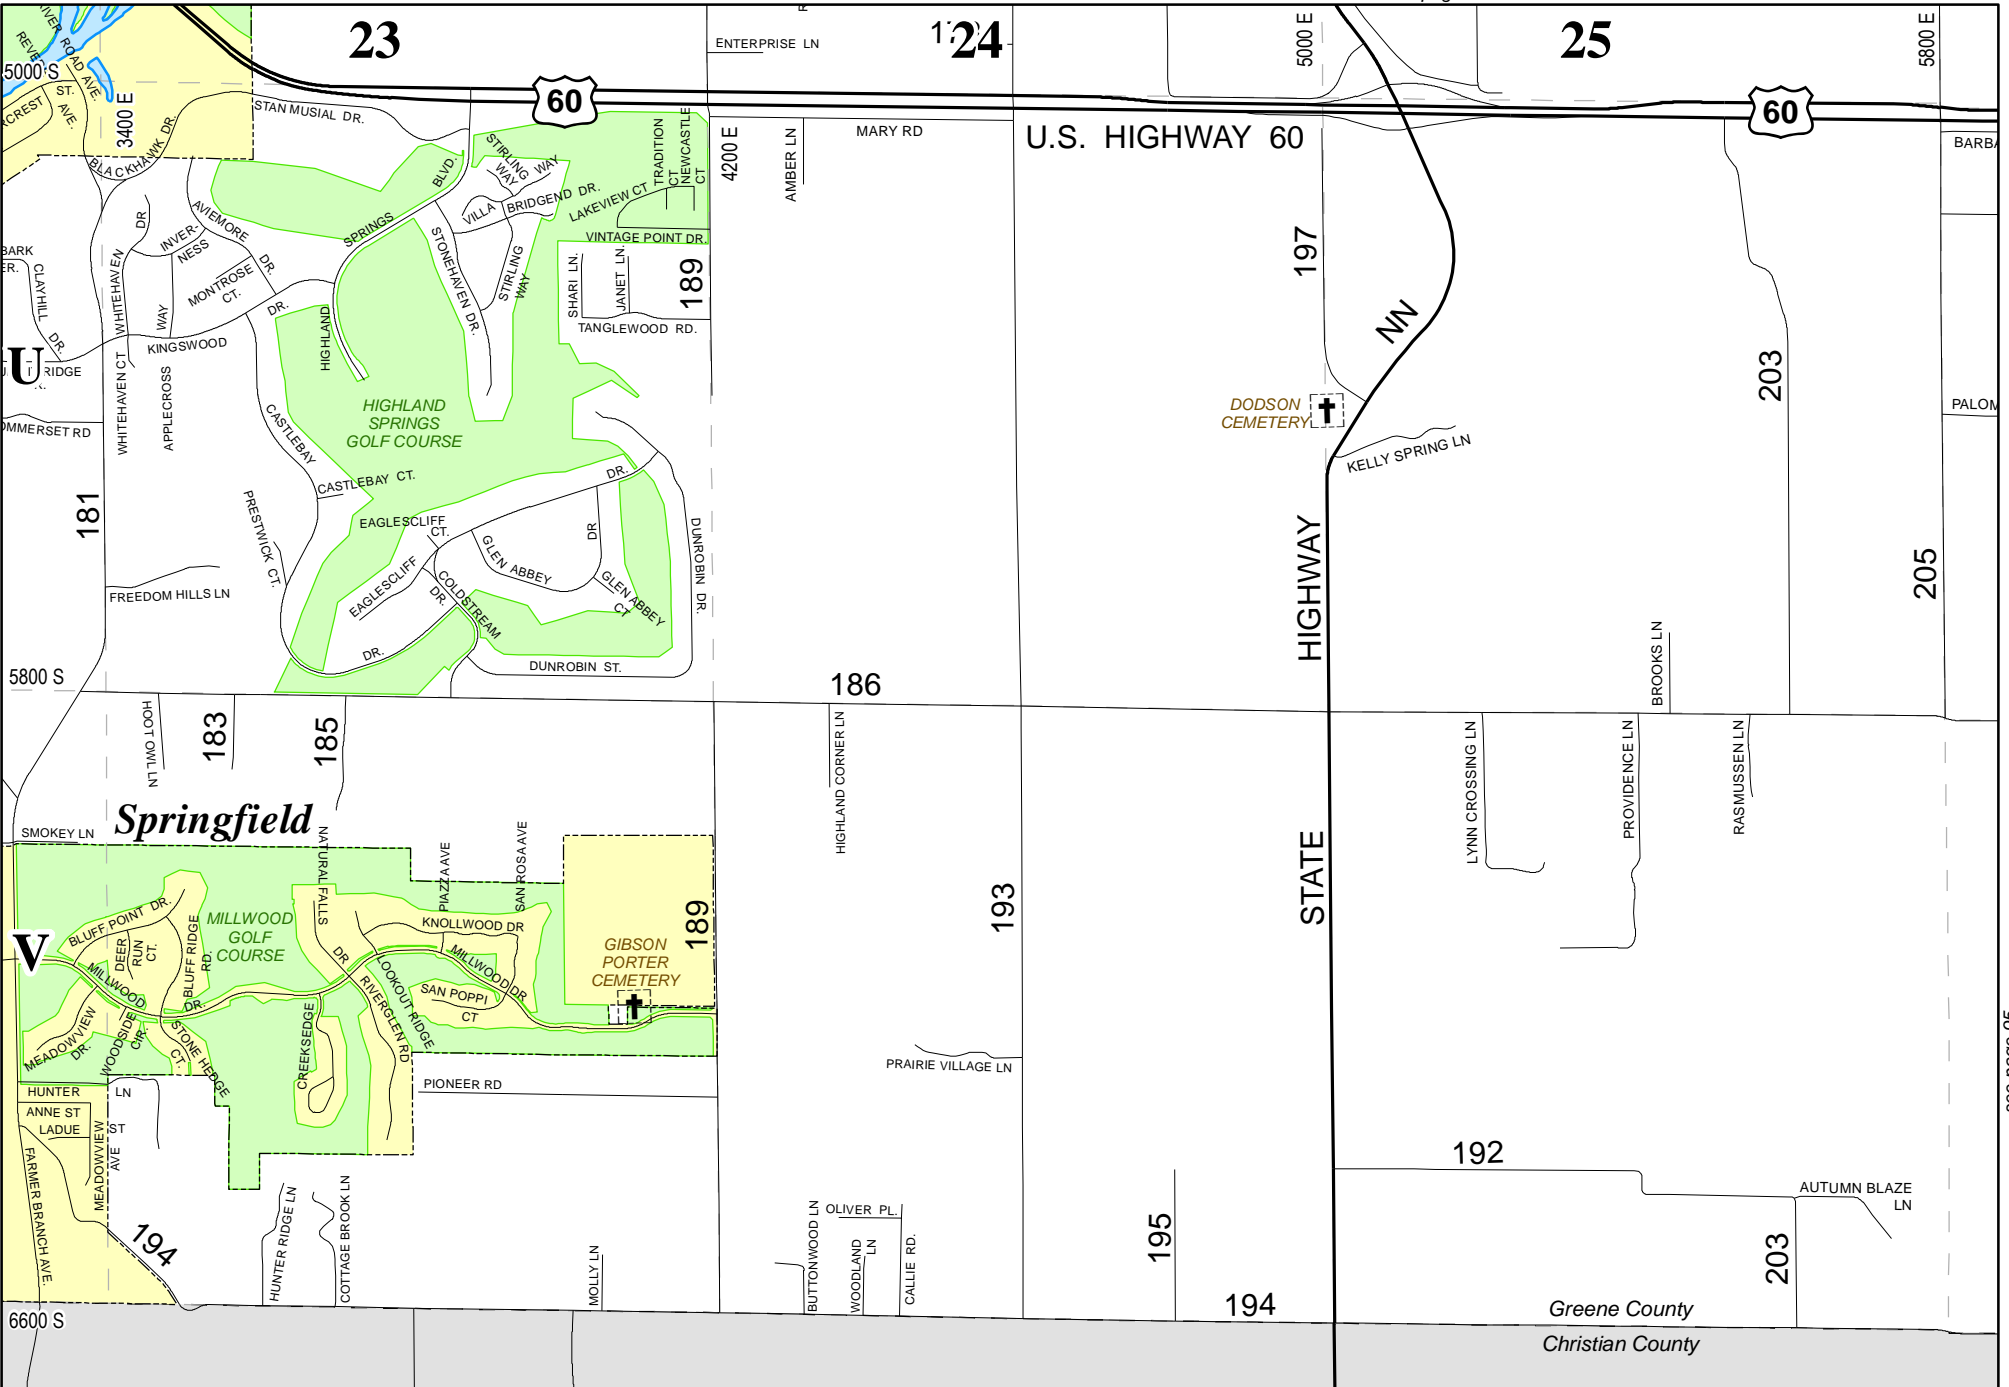 23
24
25
5000 S
3400 E
4200 E
5000 E
5800 E
ENTERPRISE LN
60
60
U.S. HIGHWAY 60
RIVER ROAD AVE.
ST.
AVE.
BLACKHAWK DR.
STAN MUSIAL DR.
MARY RD
AMBER LN
STIRLING
WAY
WAY
TRADITION
CT
NEWCASTLE
CT
BLVD.
SPRINGS
HIGHLAND
VILLA
BRIDGEND DR.
LAKEVIEW CT
VINTAGE POINT DR.
STONEHAVEN DR.
STIRLING
WAY
SHARI LN.
JANET LN.
189
TANGLEWOOD RD.
AVIEMORE
DR.
INVER-
NESS
WAY
MONTROSE
CT.
WHITEHAVEN
DR
CLAYHILL
DR.
KINGSWOOD
DR.
U
RIDGE
WHITEHAVEN CT
APPLECROSS
CASTLEBAY
CASTLEBAY CT.
HIGHLAND
SPRINGS
GOLF COURSE
DODSON
CEMETERY
197
NN
KELLY SPRING LN
203
205
181
PRESTWICK CT.
FREEDOM HILLS LN
EAGLESCLIFF
CT.
EAGLESCLIFF
DR.
COLDSTREAM
DR.
DR.
GLEN ABBEY
DR
GLEN ABBEY
CT
DUNROBIN DR.
DUNROBIN ST.
HIGHWAY
STATE
BROOKS LN
5800 S
186
HOOT OWL LN
183
185
HIGHLAND CORNER LN
LYNN CROSSING LN
PROVIDENCE LN
RASMUSSEN LN
Springfield
SMOKEY LN
NATURAL FALLS
DR
PIAZZA AVE
SAN ROSA AVE
V
BLUFF POINT DR.
DEER
RUN
CT.
BLUFF RIDGE
RD.
MILLWOOD
GOLF
COURSE
KNOLLWOOD DR
MILLWOOD DR
GIBSON
PORTER
CEMETERY
189
193
MILLWOOD
DR.
MEADOWVIEW
DR.
WOODSIDE
CIR.
STONE HEDGE
CT.
CREEKSEDGE
RIVERGLEN RD
LOOKOUT RIDGE
SAN POPPI
CT
PRAIRIE VILLAGE LN
PIONEER RD
HUNTER
LN
ANNE ST
LADUE
ST
MEADOWVIEW
AVE
FARMER BRANCH AVE.
194
HUNTER RIDGE LN
COTTAGE BROOK LN
MOLLY LN
BUTTONWOOD LN
OLIVER PL.
WOODLAND
LN
CALLIE RD.
195
192
AUTUMN BLAZE
LN
203
194
6600 S
Greene County
Christian County